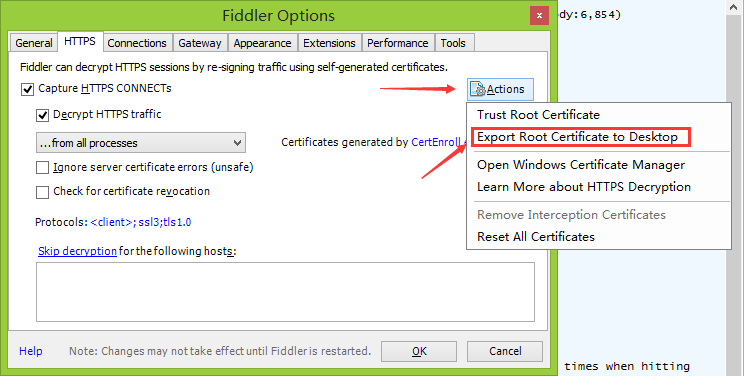 Fiddler Options
x
dy:6,854)
General HTTPS Connections Gateway Appearance Extensions Performance Tools
Fiddler can decrypt HTTPS sessions by re-signing traffic using self-generated certificates.
Capture HTTPS CONNECTs
Actions
Decrypt HTTPS traffic
Trust Root Certificate
...from all processes
Certificates generated by CertEnroll
Export Root Certificate to Desktop
Ignore server certificate errors (unsafe)
Open Windows Certificate Manager
Check for certificate revocation
Learn More about HTTPS Decryption
Protocols: <client>;ssl3;tls1.0
Remove Interception Certificates
Reset All Certificates
Skip decryption for the following hosts:
Help
Note: Changes may not take effect until Fiddler is restarted.
OK
Cancel
times when hitting